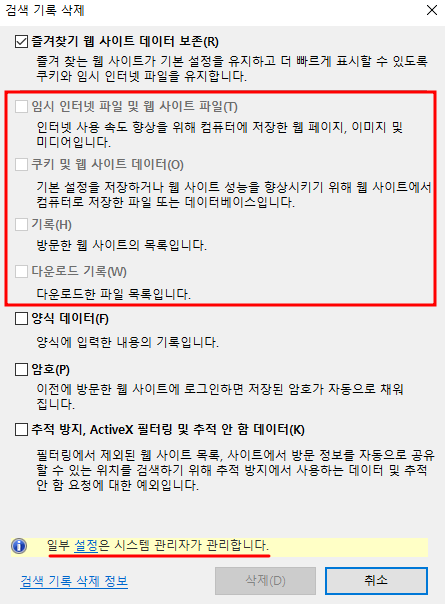 검색 기록 삭제
즐겨찾기 웹 사이트 데이터 보존(R)
즐겨 찾는 웹 사이트가 기본 설정을 유지하고 더 빠르게 표시할 수 있도록
쿠키와 임시 인터넷 파일을 유지합니다.
임시 인터넷 파일 및 웹 사이트 파일(T)
인터넷 사용 속도 향상을 위해 컴퓨터에 저장한 웹 페이지, 이미지 및
미디어입니다.
쿠키 및 웹 사이트 데이터(O)
기본 설정을 저장하거나 웹 사이트 성능을 향상시키기 위해 웹 사이트에서
컴퓨터로 저장한 파일 또는 데이터베이스입니다.
기록(H)
방문한 웹 사이트의 목록입니다.
다운로드 기록(W)
다운로드한 파일 목록입니다.
양식 데이터(F)
양식에 입력한 내용의 기록입니다.
암호(P)
이전에 방문한 웹 사이트에 로그인하면 저장된 암호가 자동으로 채워
집니다.
추적 방지, ActiveX 필터링 및 추적 안 함 데이터(K)
필터링에서 제외된 웹 사이트 목록, 사이트에서 방문 정보를 자동으로 공유
할 수 있는 위치를 검색하기 위해 추적 방지에서 사용하는 데이터 및 추적
안 함 요청에 대한 예외입니다.
일부 설정은 시스템 관리자가 관리합니다.
검색 기록 삭제 정보
삭제(D)
취소